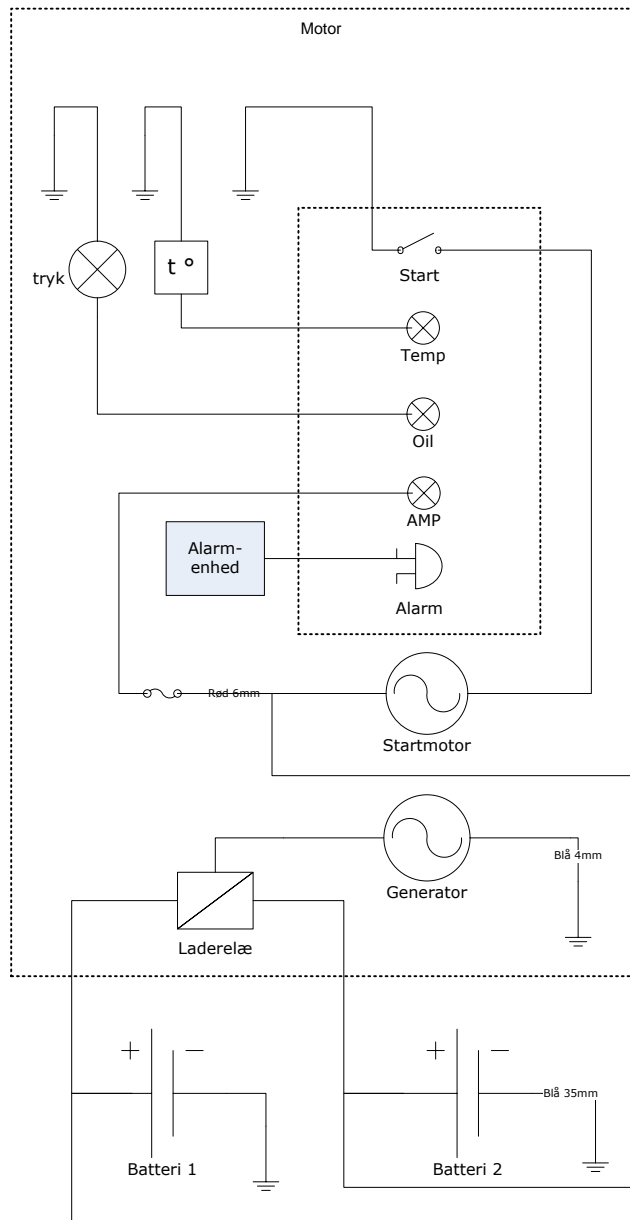 Motor
tryk
t °
Start
Temp
Oil
AMP
Alarm-
enhed
Alarm
Rød 6mm
Startmotor
Blå 4mm
Generator
Laderelæ
+
—
+
—
Blå 35mm
Batteri 1
Batteri 2